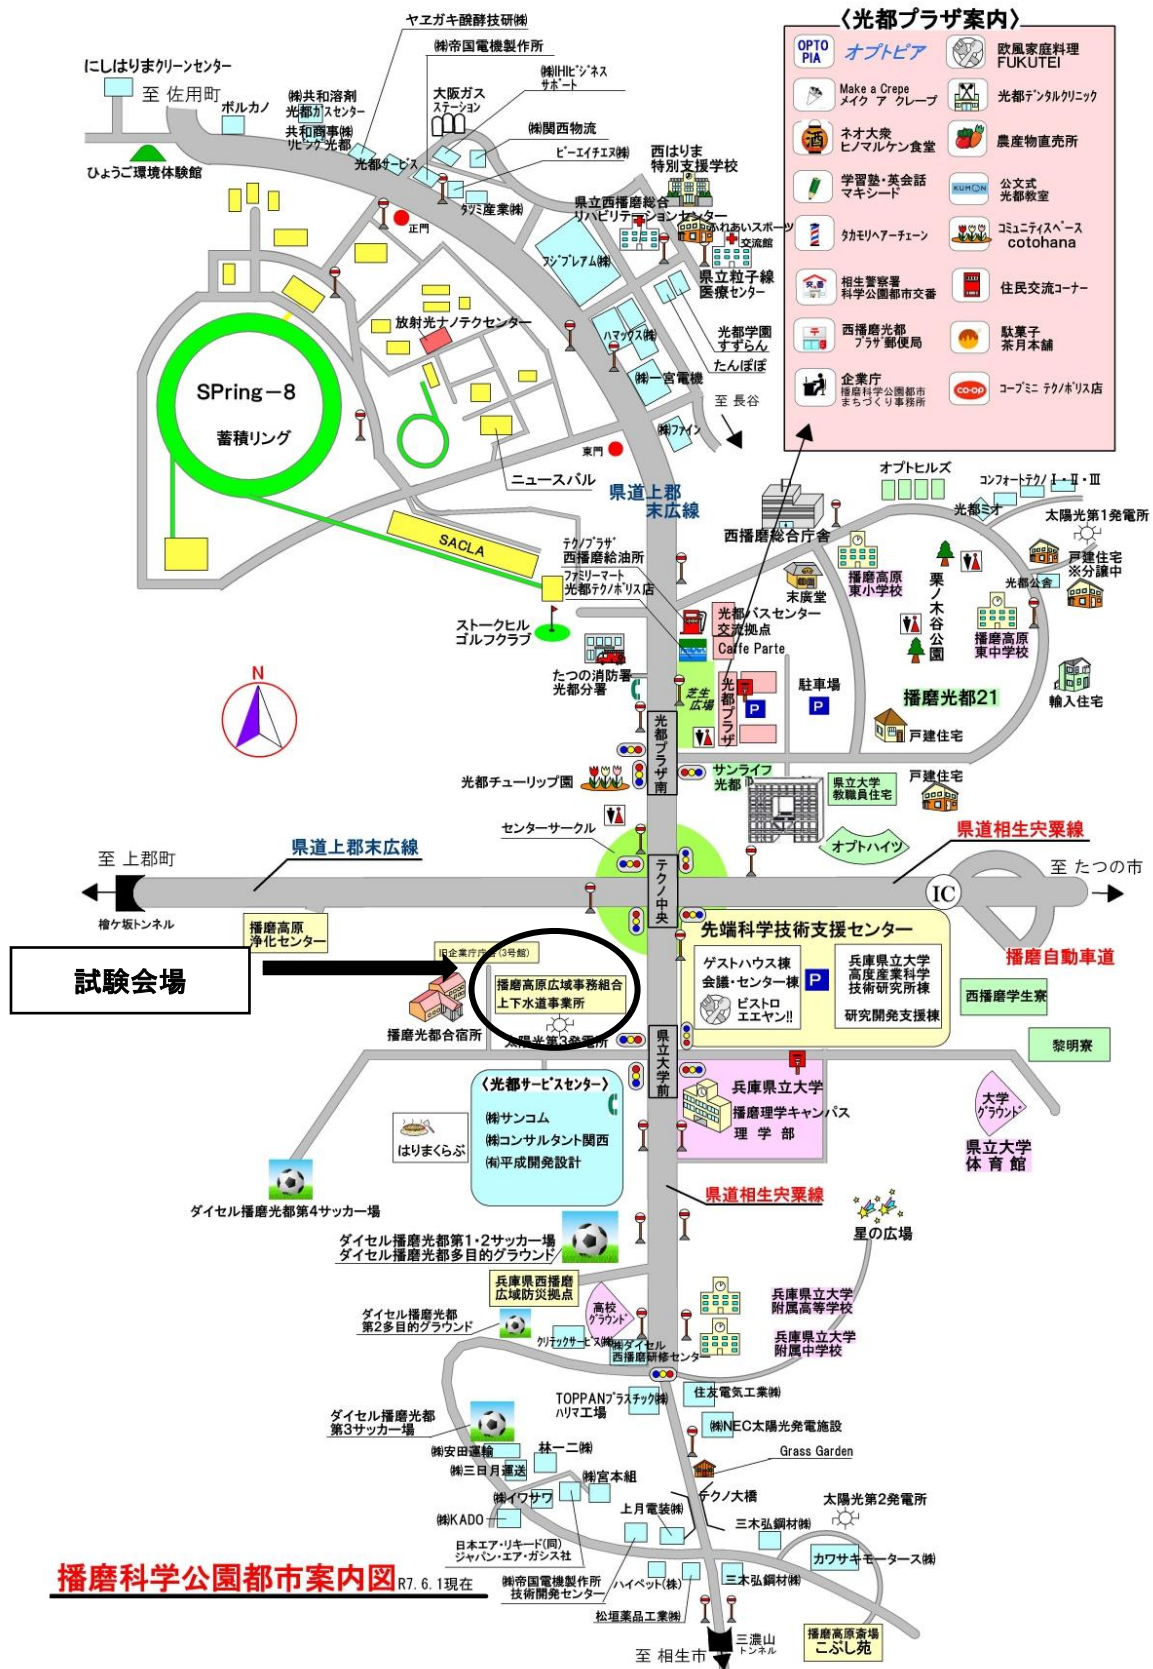 〈光都プラザ案内〉
OPTO
PIA
オプトピア
欧風家庭料理
FUKUTEI
Make a Crepe
メイク ア クレープ
光都デンタルクリニック
酒
ネオ大衆
ヒノマルケン食堂
農産物直売所
学習塾・英会話
マキシード
KUMON
公文式
光都教室
タカモリヘアーチェーン
コミュニティスペース
cotohana
相生警察署
科学公園都市交番
住民交流コーナー
西播磨光都
プラザ郵便局
駄菓子
茶月本舗
企業庁
播磨科学公園都市
まちづくり事務所
CO・OP
コープミニ テクノポリス店
ヤヱガキ醗酵技研㈱
㈱帝国電機製作所
にしはりまクリーンセンター
至 佐用町
ボルカノ
㈱共和溶剤
光都ガスセンター
共和商事㈱
リビング光都
大阪ガス
ステーション
㈱IHIビジネス
サポート
㈱関西物流
ひょうご環境体験館
光都サービス
ピーエイチエヌ㈱
タツミ産業㈱
西はりま
特別支援学校
県立西播磨総合
リハビリテーションセンター
ふれあいスポーツ
交流館
正門
フジプレアム㈱
県立粒子線
医療センター
放射光ナノテクセンター
ハマックス㈱
光都学園
すずらん
たんぽぽ
SPring－8
蓄積リング
㈱一宮電機
至 長谷
㈱ファイン
東門
ニュースバル
県道上郡
末広線
オプトヒルズ
コンフォートテクノⅠ・Ⅱ・Ⅲ
光都ミオ
太陽光第1発電所
SACLA
テクノプラザ
西播磨給油所
西播磨総合庁舎
播磨高原
東小学校
戸建住宅
※分譲中
光都公舎
ファミリーマート
光都テクノポリス店
末廣堂
栗ノ木谷公園
播磨高原
東中学校
ストークヒル
ゴルフクラブ
光都バスセンター
交流拠点
Caffe Parte
たつの消防署
光都分署
芝生
広場
光都プラザ
駐車場
P
P
播磨光都21
輸入住宅
N
光都プラザ南
戸建住宅
光都チューリップ園
サンライフ
光都
県立大学
教職員住宅
戸建住宅
センターサークル
オプトハイツ
県道上郡末広線
県道相生宍粟線
至 上郡町
テクノ中央
至 たつの市
IC
檜ケ坂トンネル
播磨高原
浄化センター
先端科学技術支援センター
播磨自動車道
旧企業庁庁舎(3号館)
試験会場
播磨高原広域事務組合
上下水道事業所
ゲストハウス棟
会議・センター棟
P
兵庫県立大学
高度産業科学
技術研究所棟
ビストロ
エエヤン!!
研究開発支援棟
西播磨学生寮
播磨光都合宿所
太陽光第3発電所
県立大学前
黎明寮
〈光都サービスセンター〉
兵庫県立大学
播磨理学キャンパス
理 学 部
大学
グラウンド
㈱サンコム
㈱コンサルタント関西
㈲平成開発設計
はりまくらぶ
県立大学
体 育 館
ダイセル播磨光都第4サッカー場
県道相生宍粟線
星の広場
ダイセル播磨光都第1・2サッカー場
ダイセル播磨光都多目的グラウンド
兵庫県西播磨
広域防災拠点
高校
グラウンド
兵庫県立大学
附属高等学校
ダイセル播磨光都
第2多目的グラウンド
クリテックサービス㈱
㈱ダイセル
西播磨研修センター
兵庫県立大学
附属中学校
TOPPANプラスチック㈱
ハリマ工場
住友電気工業㈱
ダイセル播磨光都
第3サッカー場
㈱NEC太陽光発電施設
㈱安田運輸
林一二㈱
Grass Garden
㈱三日月運送
㈱宮本組
㈱イワサワ
テクノ大橋
太陽光第2発電所
㈱KADO
上月電装㈱
三木弘鋼材㈱
日本エア・リキード(同)
ジャパン・エア・ガシス社
カワサキモータース㈱
播磨科学公園都市案内図
R7.6.1現在
㈱帝国電機製作所
技術開発センター
ハイペット(株)
三木弘鋼材㈱
松垣薬品工業㈱
播磨高原斎場
こぶし苑
至 相生市
三濃山
トンネル